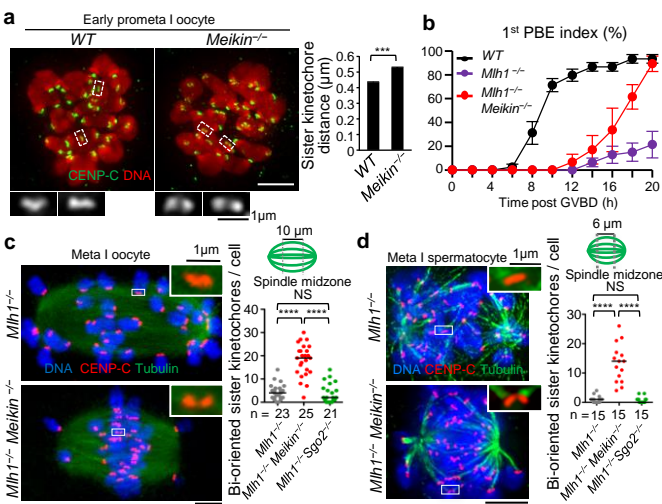 a
Early prometa I oocyte
WT
Meikin–/–
CENP-C DNA
1μm
Sister kinetochore
distance (μm)
***
0.6
0.5
0.4
0.3
0.2
0.1
0
WT
Meikin–/–
b
1st PBE index (%)
100
80
60
40
20
0
WT
Mlh1–/–
Mlh1–/–
Meikin–/–
0 4 8 12 16 20
Time post GVBD (h)
c
Meta I oocyte
1μm
Mlh1–/–
DNA CENP-C Tubulin
Mlh1–/– Meikin–/–
10 μm
Spindle midzone
Bi-oriented sister kinetochores / cell
NS
**** ****
40
30
20
10
0
n = 23 25 21
Mlh1–/–
Mlh1–/– Meikin–/–
Mlh1–/–Sgo2–/–
d
Meta I spermatocyte
1μm
Mlh1–/–
DNA CENP-C Tubulin
Mlh1–/– Meikin–/–
6 μm
Spindle midzone
Bi-oriented sister kinetochores / cell
NS
**** ****
30
20
10
0
n = 15 15 15
Mlh1–/–
Mlh1–/– Meikin–/–
Mlh1–/– Sgo2–/–